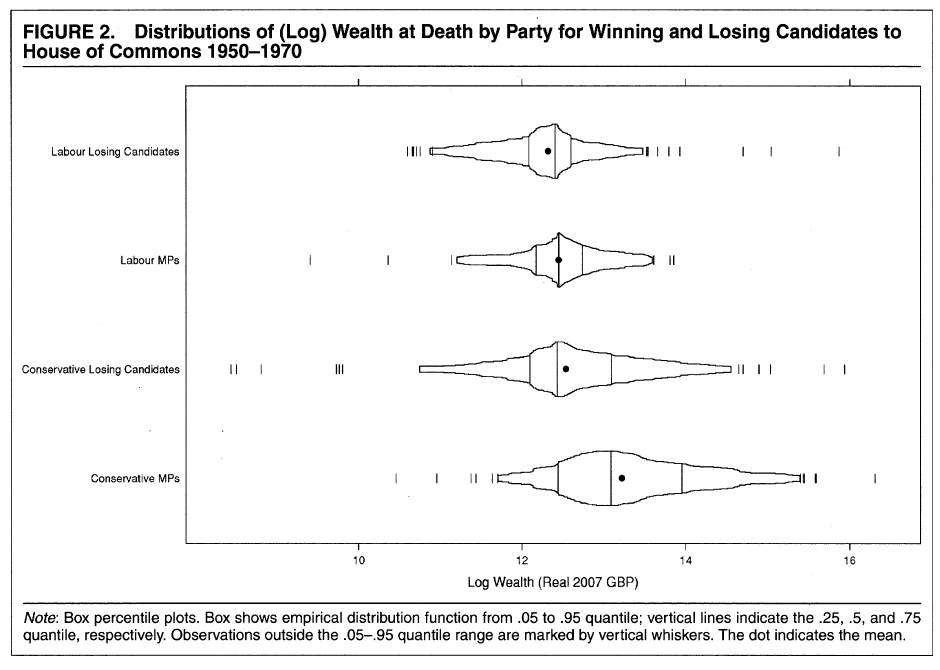 FIGURE 2. Distributions of (Log) Wealth at Death by Party for Winning and Losing Candidates to
House of Commons 1950–1970
Labour Losing Candidates
Labour MPs
Conservative Losing Candidates
Conservative MPs
10 12 14 16
Log Wealth (Real 2007 GBP)
Note: Box percentile plots. Box shows empirical distribution function from .05 to .95 quantile; vertical lines indicate the .25, .5, and .75
quantile, respectively. Observations outside the .05–.95 quantile range are marked by vertical whiskers. The dot indicates the mean.